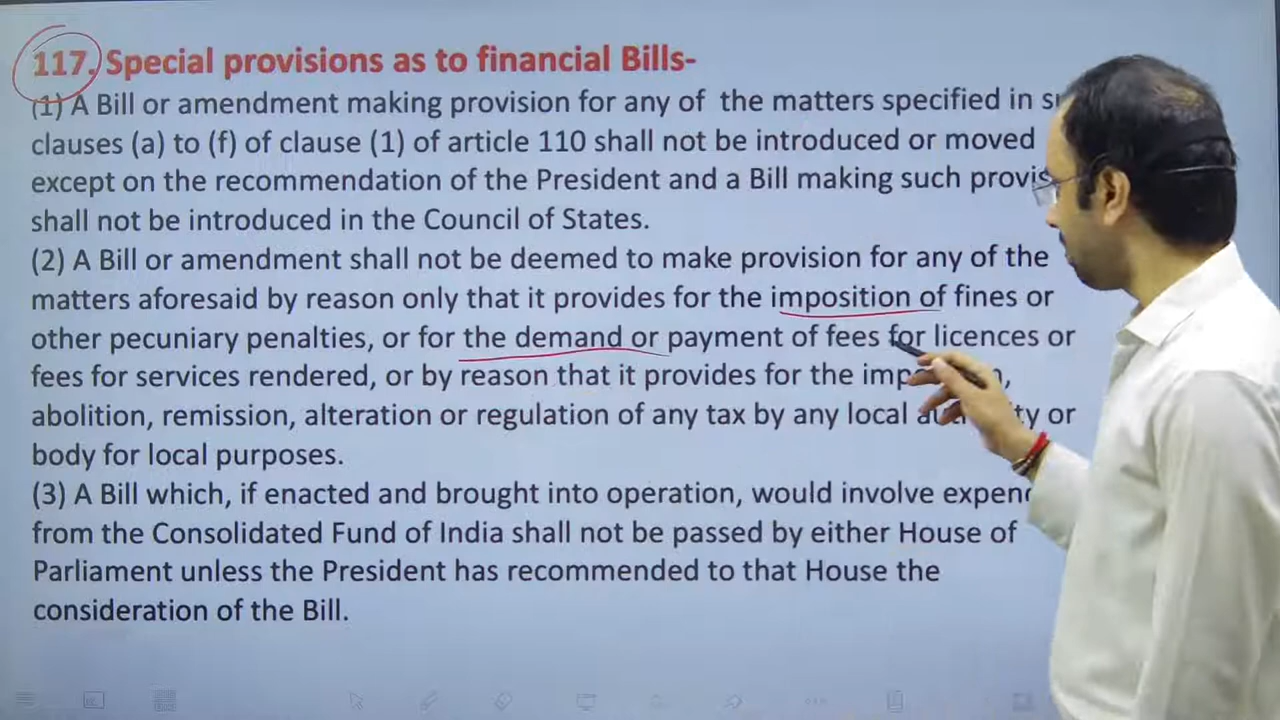 117. Special provisions as to financial Bills-
(1) A Bill or amendment making provision for any of the matters specified in
clauses (a) to (f) of clause (1) of article 110 shall not be introduced or moved
except on the recommendation of the President and a Bill making such
shall not be introduced in the Council of States.
(2) A Bill or amendment shall not be deemed to make provision for any of the
matters aforesaid by reason only that it provides for the imposition of fines or
other pecuniary penalties, or for the demand or payment of fees for licences or
fees for services rendered, or by reason that it provides for the
abolition, remission, alteration or regulation of any tax by any local or
body for local purposes.
(3) A Bill which, if enacted and brought into operation, would involve
from the Consolidated Fund of India shall not be passed by either House of
Parliament unless the President has recommended to that House the
consideration of the Bill.